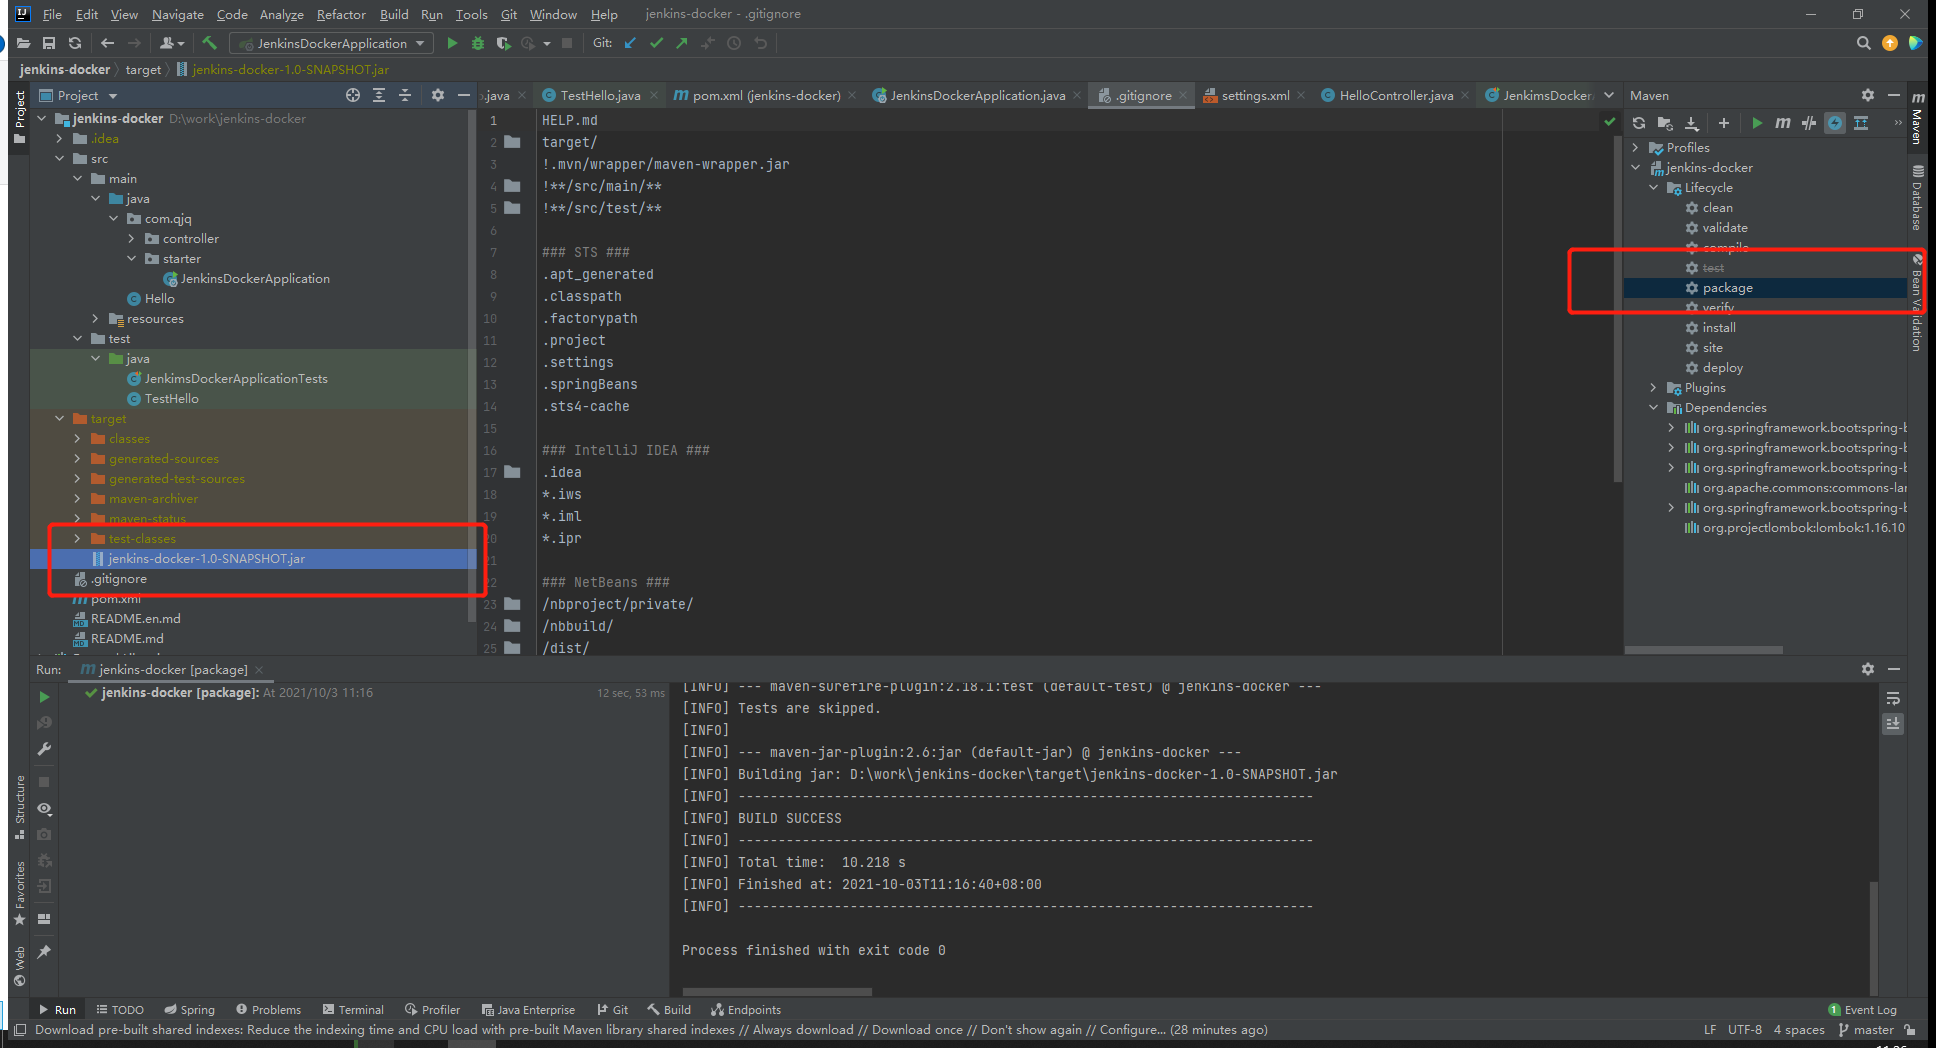 File Edit View Navigate Code Analyze Refactor Build Run Tools Git Window Help jenkins-docker - .gitignore
JenkinsDockerApplication Git:
jenkins-docker target jenkins-docker-1.0-SNAPSHOT.jar
Project
Project
jenkins-docker D:\work\jenkins-docker
.idea
src
main
java
com.qjq
controller
starter
JenkinsDockerApplication
Hello
resources
test
java
JenkimsDockerApplicationTests
TestHello
target
classes
generated-sources
generated-test-sources
maven-archiver
maven-status
test-classes
jenkins-docker-1.0-SNAPSHOT.jar
.gitignore
pom.xml
README.en.md
README.md
.java TestHello.java pom.xml (jenkins-docker) JenkinsDockerApplication.java .gitignore settings.xml HelloController.java JenkimsDocker
1 HELP.md
2 target/
3 !.mvn/wrapper/maven-wrapper.jar
4 !**/src/main/**
5 !**/src/test/**
6
7 ### STS ###
8 .apt_generated
9 .classpath
10 .factorypath
11 .project
12 .settings
13 .springBeans
14 .sts4-cache
15
16 ### IntelliJ IDEA ###
17 .idea
18 *.iws
19 *.iml
20 *.ipr
21
22 ### NetBeans ###
23 /nbproject/private/
24 /nbbuild/
25 /dist/
Maven
Profiles
jenkins-docker
Lifecycle
clean
validate
compile
test
package
verify
install
site
deploy
Plugins
Dependencies
org.springframework.boot:spring-b
org.springframework.boot:spring-b
org.springframework.boot:spring-b
org.apache.commons:commons-lan
org.springframework.boot:spring-b
org.projectlombok:lombok:1.16.10
Maven
Database
Bean Validation
Run: jenkins-docker [package]
jenkins-docker [package]: At 2021/10/3 11:16 12 sec, 53 ms
[INFO] --- maven-surefire-plugin:2.18.1:test (default-test) @ jenkins-docker ---
[INFO] Tests are skipped.
[INFO]
[INFO] --- maven-jar-plugin:2.6:jar (default-jar) @ jenkins-docker ---
[INFO] Building jar: D:\work\jenkins-docker\target\jenkins-docker-1.0-SNAPSHOT.jar
[INFO] ------------------------------------------------------------------------
[INFO] BUILD SUCCESS
[INFO] ------------------------------------------------------------------------
[INFO] Total time:  10.218 s
[INFO] Finished at: 2021-10-03T11:16:40+08:00
[INFO] ------------------------------------------------------------------------
Process finished with exit code 0
Structure
Favorites
Web
Run TODO Spring Problems Terminal Profiler Java Enterprise Git Build Endpoints 1 Event Log
Download pre-built shared indexes: Reduce the indexing time and CPU load with pre-built Maven library shared indexes // Always download // Download once // Don't show again // Configure... (28 minutes ago) LF UTF-8 4 spaces master